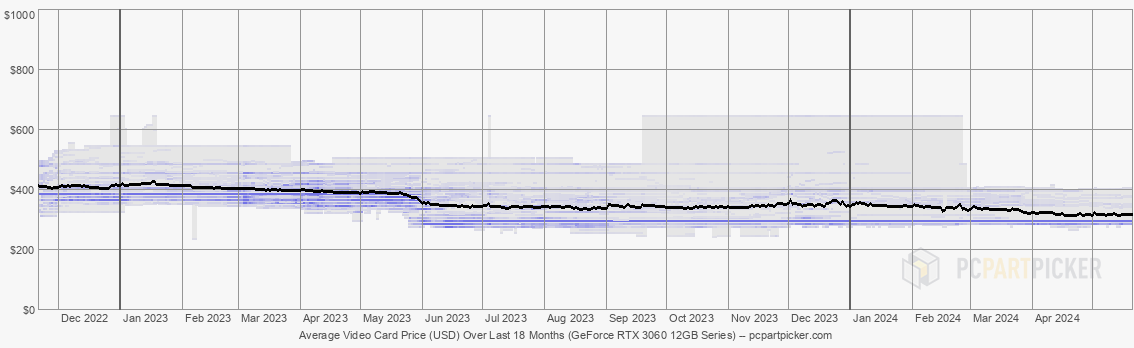 $1000
$800
$600
$400
$200
$0
PCPARTPICKER
Dec 2022 Jan 2023 Feb 2023 Mar 2023 Apr 2023 May 2023 Jun 2023 Jul 2023 Aug 2023 Sep 2023 Oct 2023 Nov 2023 Dec 2023 Jan 2024 Feb 2024 Mar 2024 Apr 2024
Average Video Card Price (USD) Over Last 18 Months (GeForce RTX 3060 12GB Series) – pcpartpicker.com